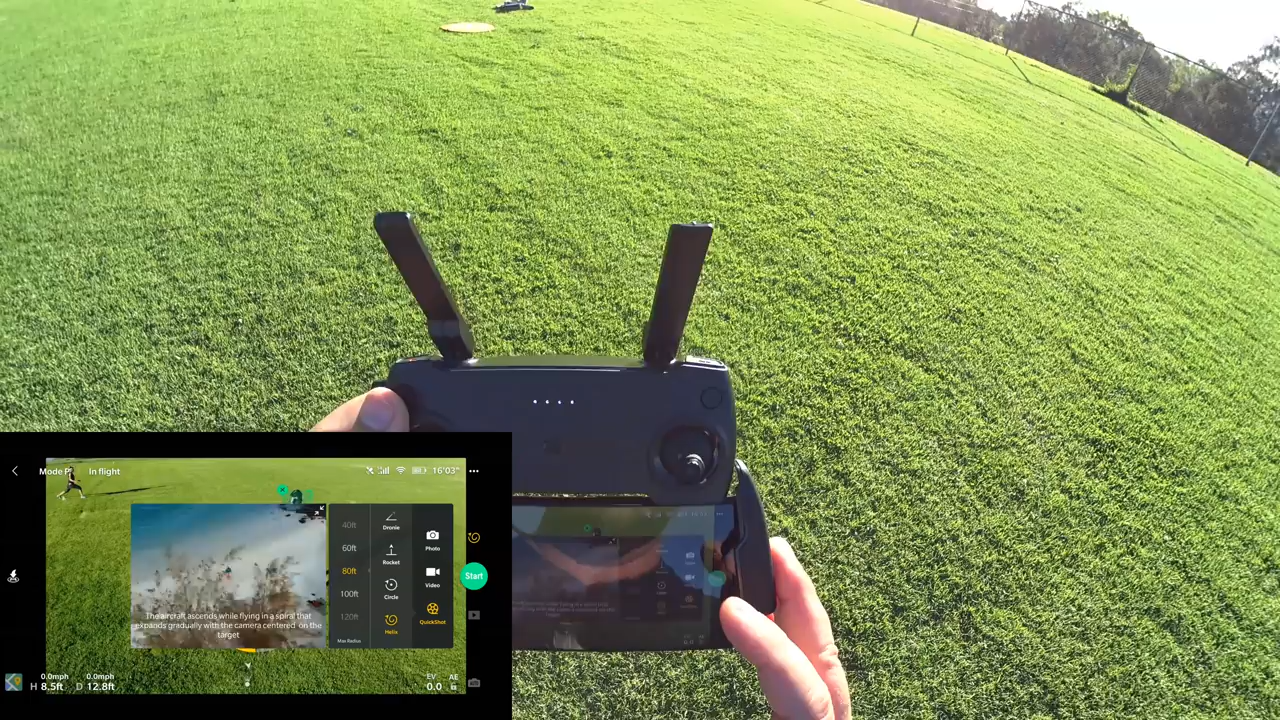 Mode P
In flight
16'03"
40ft
60ft
80ft
100ft
120ft
Max Radius
Dronie
Rocket
Circle
Helix
Photo
Video
QuickShot
Start
The aircraft ascends while flying in a spiral that
expands gradually with the camera centered on the
target
0.0mph
0.0mph
H 8.5ft
D 12.8ft
EV
0.0
AE